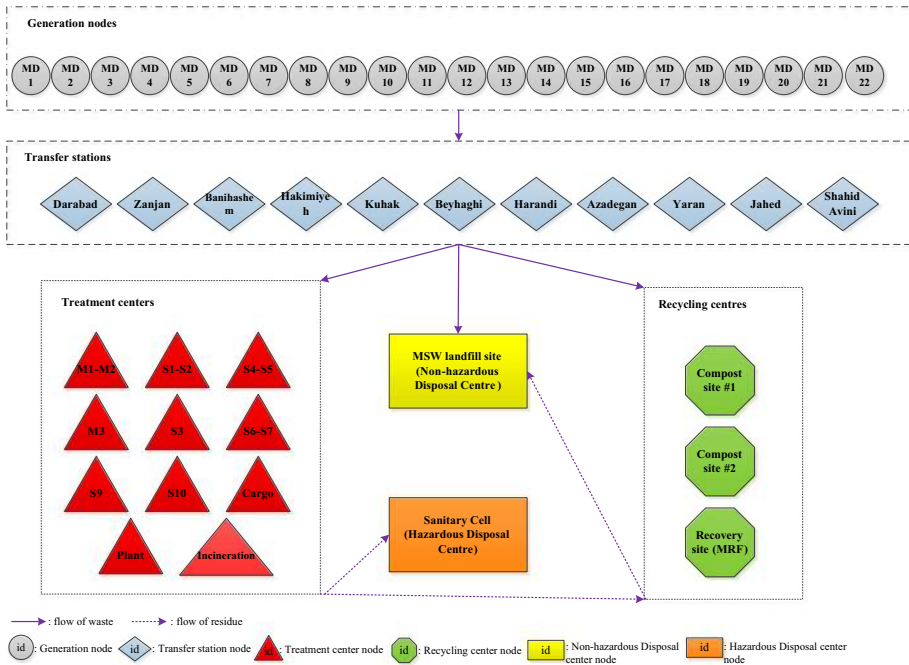 Generation nodes
MD MD MD MD MD MD MD MD MD MD MD MD MD MD MD MD MD MD MD MD MD MD
1 2 3 4 5 6 7 8 9 10 11 12 13 14 15 16 17 18 19 20 21 22
Transfer stations
Darabad Zanjan Banihashe Hakimiye Kuhak Beyhaghi Harandi Azadegan Yaran Jahed Shahid
m h Avini
Treatment centers
M1-M2 S1-S2 S4-S5
M3 S3 S6-S7
S9 S10 Cargo
Plant Incineration
MSW landfill site
(Non-hazardous
Disposal Centre)
Sanitary Cell
(Hazardous Disposal
Centre)
Recycling centres
Compost
site #1
Compost
site #2
Recovery
site (MRF)
: flow of waste : flow of residue
id : Generation node id : Transfer station node id : Treatment center node id : Recycling center node id : Non-hazardous Disposal id : Hazardous Disposal center
center node node